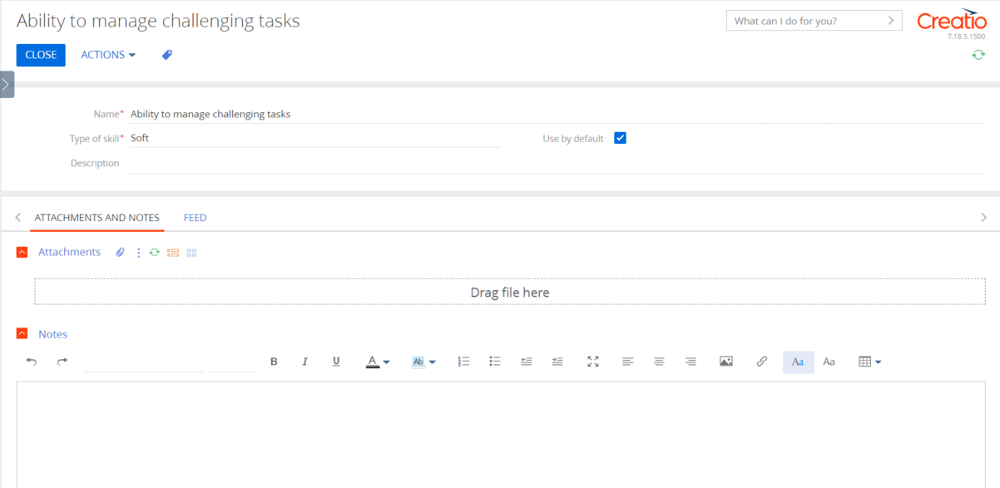 Ability to manage challenging tasks
What can I do for you?
Creatio
7.18.5.1500
CLOSE
ACTIONS
Name*
Ability to manage challenging tasks
Type of skill*
Soft
Use by default
Description
ATTACHMENTS AND NOTES
FEED
Attachments
Drag file here
Notes
B I U A Ab Aa Aa